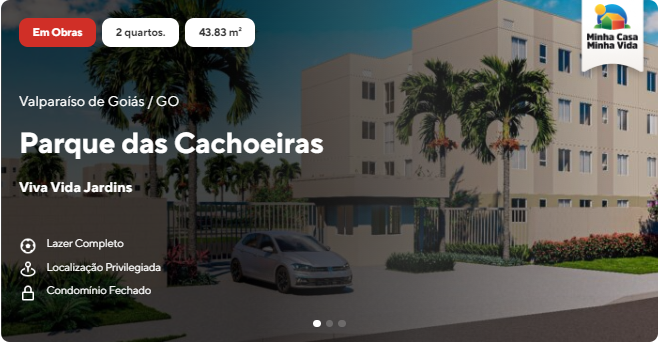 Em Obras
2 quartos.
43.83 m²
Minha Casa
Minha Vida
Valparaíso de Goiás / GO
Parque das Cachoeiras
Viva Vida Jardins
Lazer Completo
Localização Privilegiada
Condomínio Fechado